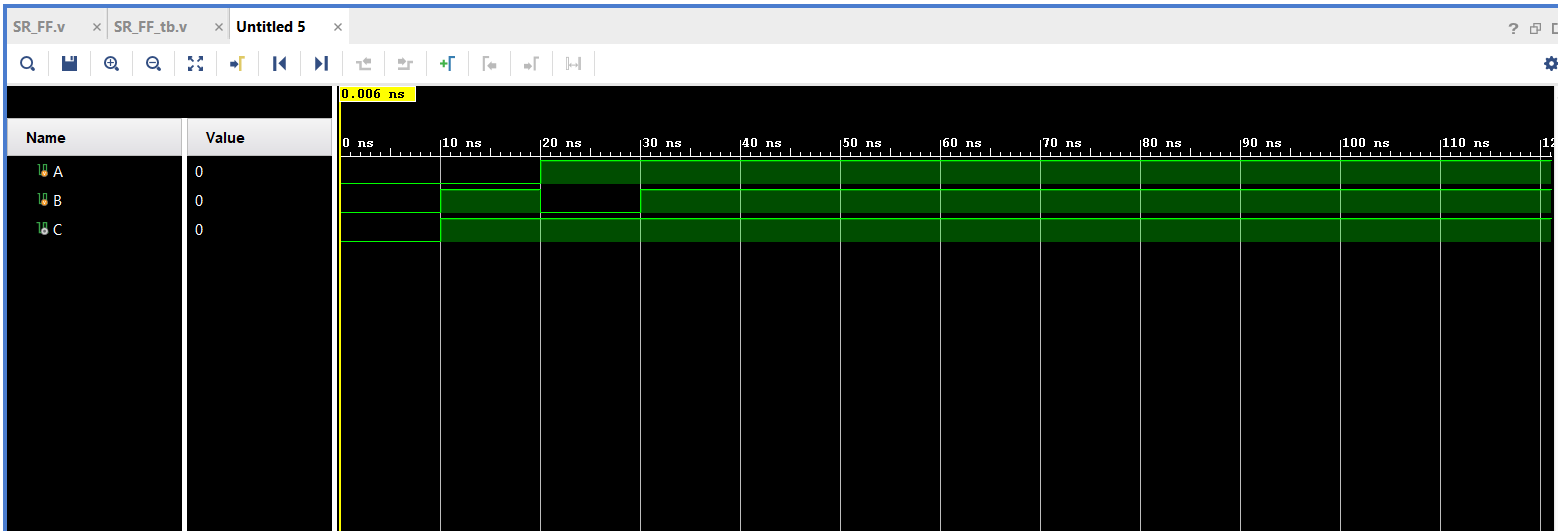 SR_FF.v × SR_FF_tb.v × Untitled 5 ×
?
0.006 ns
Name Value
0 ns 10 ns 20 ns 30 ns 40 ns 50 ns 60 ns 70 ns 80 ns 90 ns 100 ns 110 ns 12
A 0
B 0
C 0